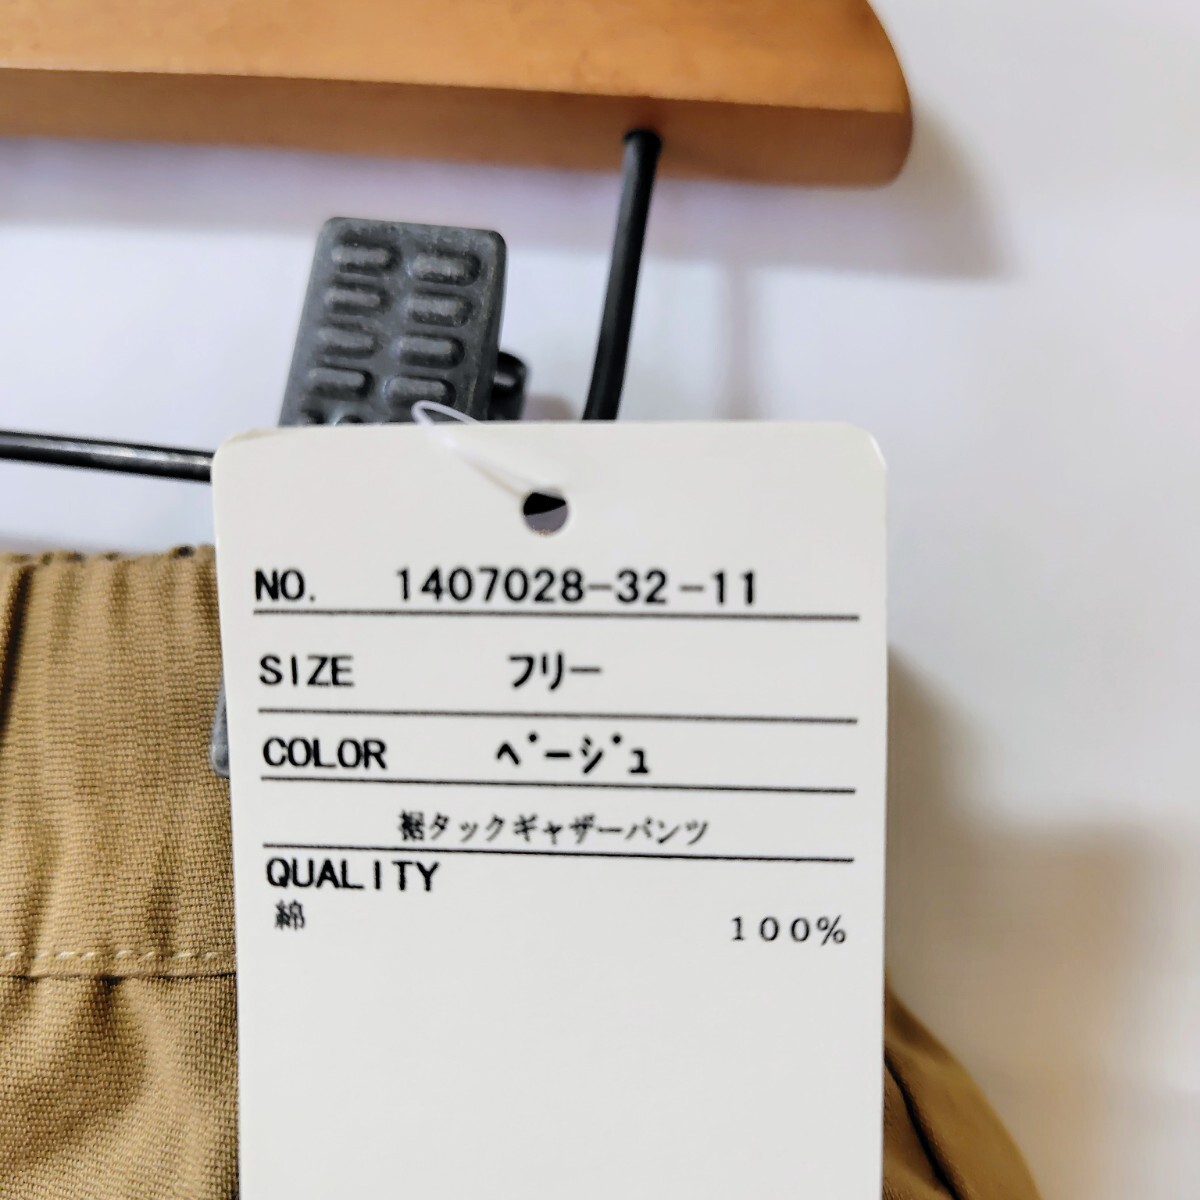 NO. 1407028-32-11
SIZE フリー
COLOR ベージュ
裾タックギャザーパンツ
QUALITY
綿 100%